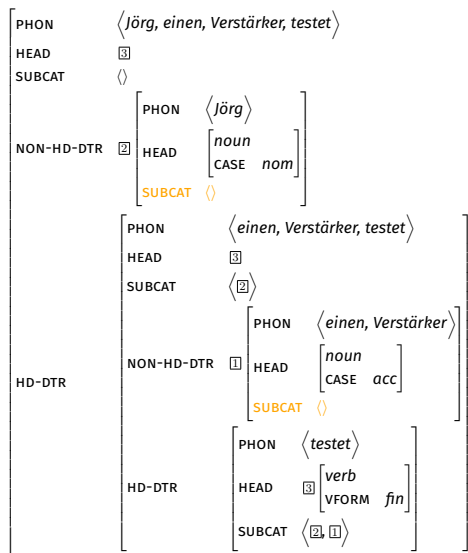 PHON ⟨Jörg, einen, Verstärker, testet⟩
HEAD 3
SUBCAT ⟨⟩
PHON ⟨Jörg⟩
NON-HD-DTR 2 HEAD noun
CASE nom
SUBCAT ⟨⟩
PHON ⟨einen, Verstärker, testet⟩
HEAD 3
SUBCAT ⟨2⟩
PHON ⟨einen, Verstärker⟩
NON-HD-DTR 1 HEAD noun
CASE acc
HD-DTR
SUBCAT ⟨⟩
PHON ⟨testet⟩
HD-DTR HEAD 3 verb
VFORM fin
SUBCAT ⟨2, 1⟩